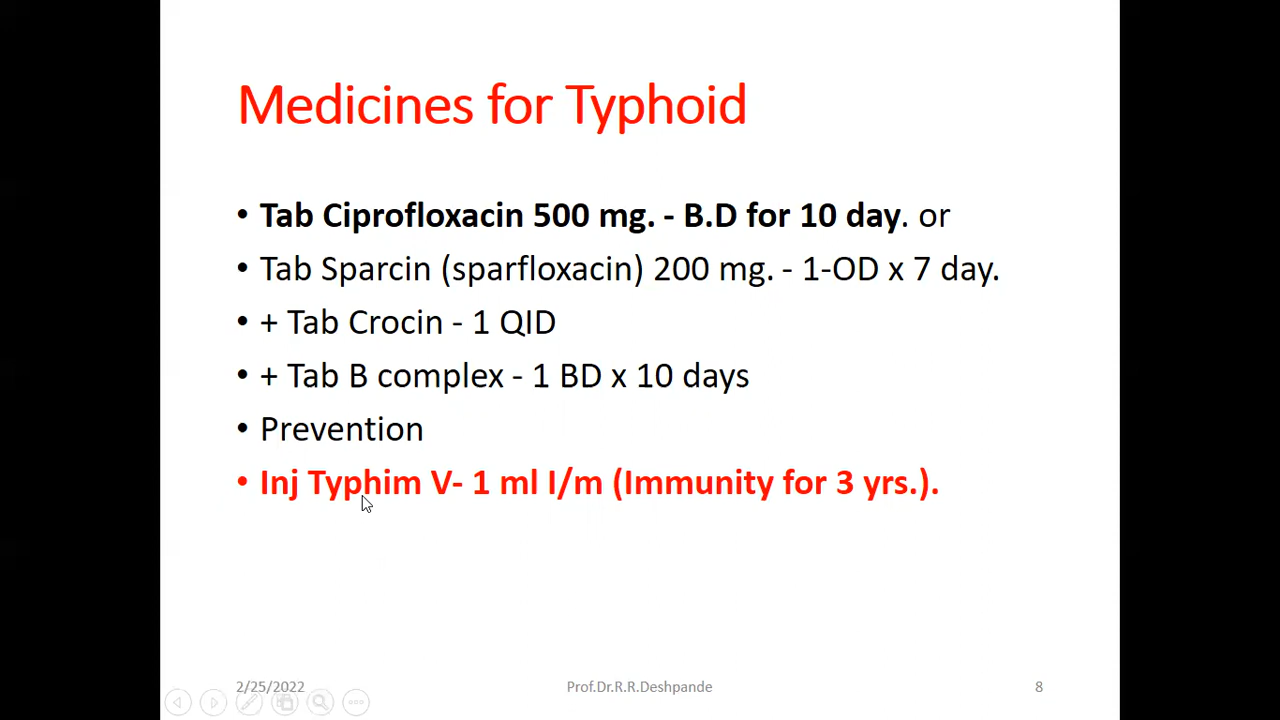 Medicines for Typhoid
• Tab Ciprofloxacin 500 mg. - B.D for 10 day. or
• Tab Sparcin (sparfloxacin) 200 mg. - 1-OD x 7 day.
• + Tab Crocin - 1 QID
• + Tab B complex - 1 BD x 10 days
• Prevention
• Inj Typhim V- 1 ml I/m (Immunity for 3 yrs.).
2/25/2022 Prof.Dr.R.R.Deshpande 8